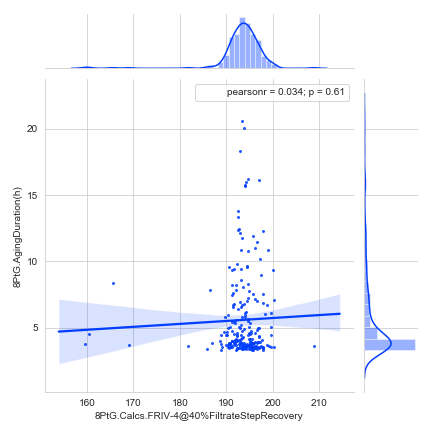 pearsonr = 0.034; p = 0.61
20
15
10
5
8PtG.AgingDuration(h)
160 170 180 190 200 210
8PtG.Calcs.FRIV-4@40%FiltrateStepRecovery